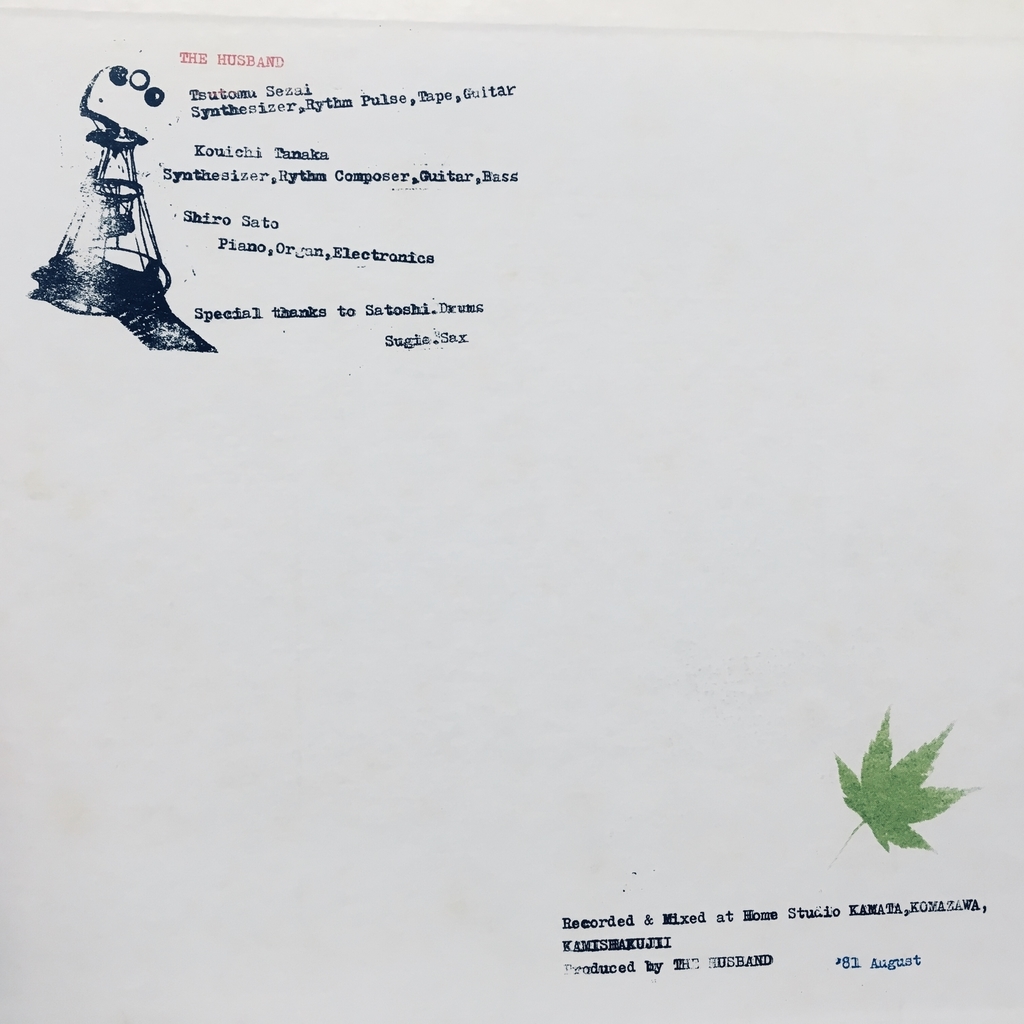 THE HUSBAND
Tsutomu Sezai
Synthesizer,Rythm Pulse,Tape,Guitar
Kouichi Tanaka
Synthesizer,Rythm Composer,Guitar,Bass
Shiro Sato
Piano,Organ,Electronics
Special thanks to Satoshi.Drums
Sugie.Sax
Recorded & Mixed at Home Studio KAMATA,KOMAZAWA,
KAMISHAKUJII
Produced by THE HUSBAND '81 August